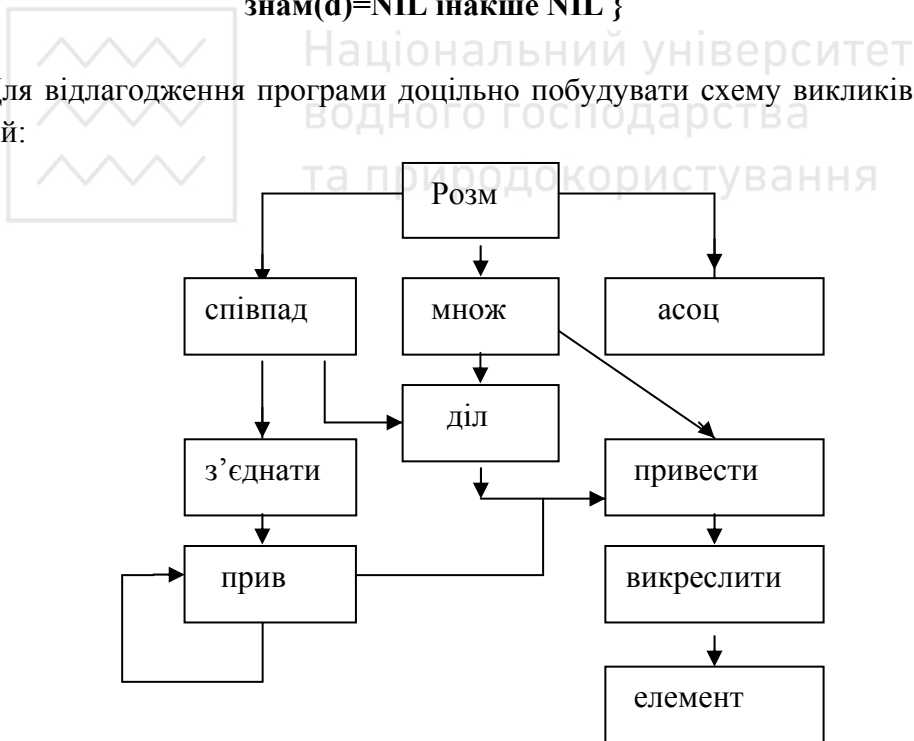 знам(d)=NIL інакше NIL }
Національний університет
для відлагодження програми доцільно побудувати схему викликів
водного господарства
й:
та природокористування
Розм
співпад
множ
асоц
діл
з’єднати
привести
прив
викреслити
елемент